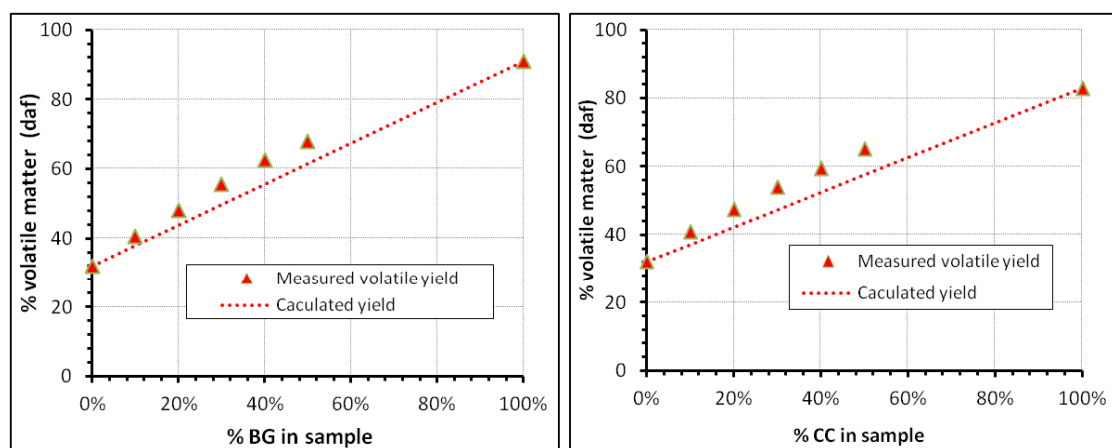 100
80
60
40
20
0
% volatile matter (daf)
Measured volatile yield
Caculated yield
0% 20% 40% 60% 80% 100%
% BG in sample
100
80
60
40
20
0
% volatile matter (daf)
Measured volatile yield
Caculated yield
0% 20% 40% 60% 80% 100%
% CC in sample